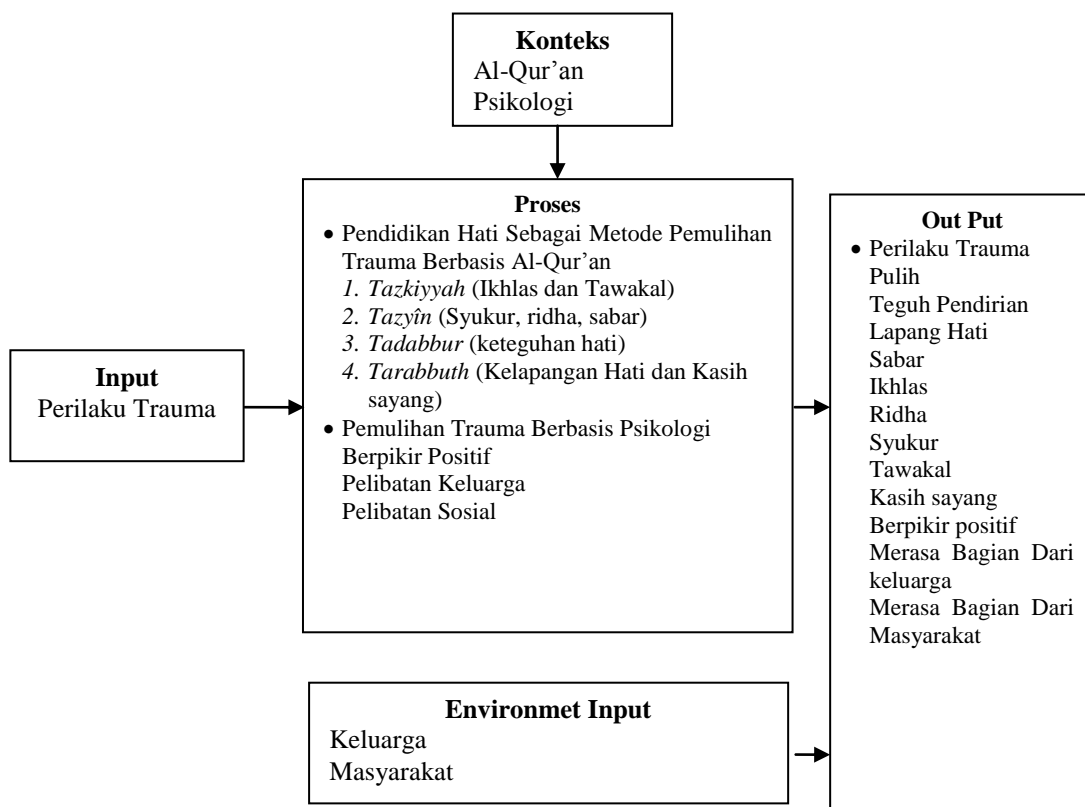 Konteks
Al-Qur’an
Psikologi
Proses
• Pendidikan Hati Sebagai Metode Pemulihan
Trauma Berbasis Al-Qur’an
1. Tazkiyyah (Ikhlas dan Tawakal)
2. Tazyîn (Syukur, ridha, sabar)
3. Tadabbur (keteguhan hati)
4. Tarabbuth (Kelapangan Hati dan Kasih
sayang)
• Pemulihan Trauma Berbasis Psikologi
Berpikir Positif
Pelibatan Keluarga
Pelibatan Sosial
Input
Perilaku Trauma
Out Put
• Perilaku Trauma
Pulih
Teguh Pendirian
Lapang Hati
Sabar
Ikhlas
Ridha
Syukur
Tawakal
Kasih sayang
Berpikir positif
Merasa Bagian Dari
keluarga
Merasa Bagian Dari
Masyarakat
Environmet Input
Keluarga
Masyarakat